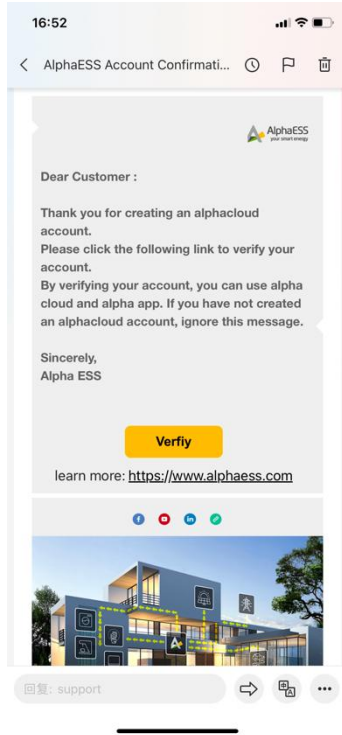 16:52
AlphaESS Account Confirmati...
AlphaESS
your smart energy
Dear Customer :
Thank you for creating an alphacloud
account.
Please click the following link to verify your
account.
By verifying your account, you can use alpha
cloud and alpha app. If you have not created
an alphacloud account, ignore this message.
Sincerely,
Alpha ESS
Verfiy
learn more: https://www.alphaess.com
回复: support